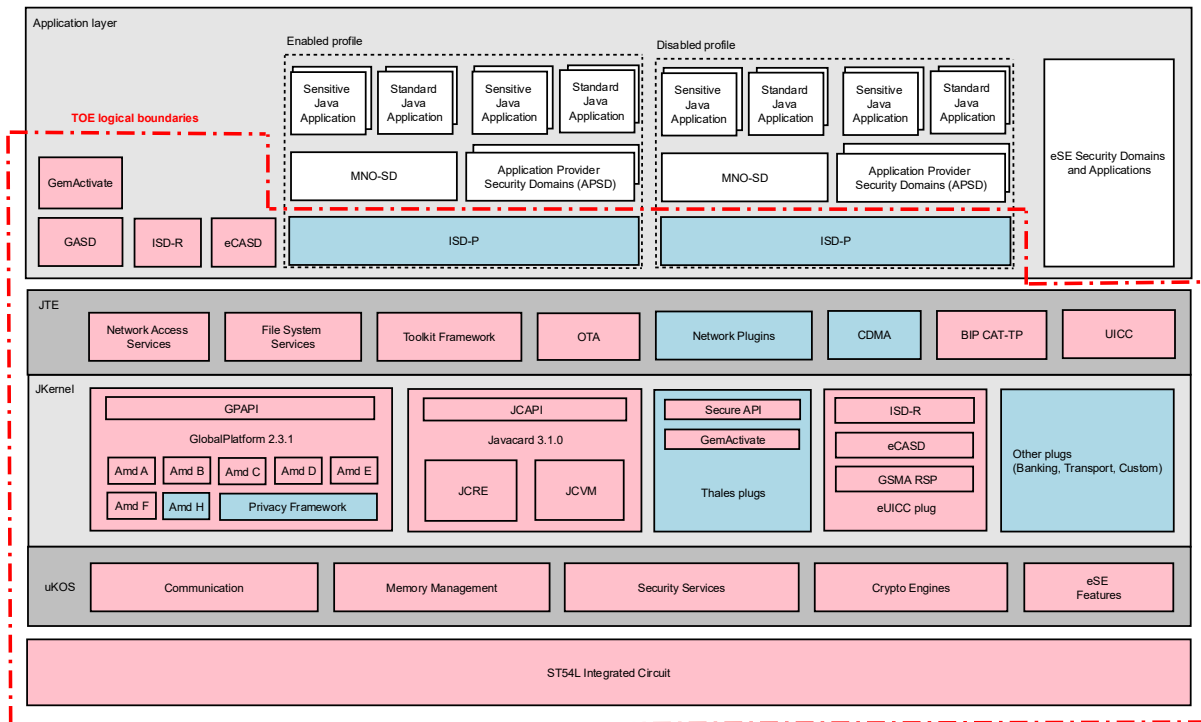 Application layer
Enabled profile
Disabled profile
Sensitive
Java
Application
Standard
Java
Application
Sensitive
Java
Application
Standard
Java
Application
Sensitive
Java
Application
Standard
Java
Application
Sensitive
Java
Application
Standard
Java
Application
TOE logical boundaries
eSE Security Domains
and Applications
GemActivate
MNO-SD
Application Provider
Security Domains (APSD)
MNO-SD
Application Provider
Security Domains (APSD)
GASD
ISD-R
eCASD
ISD-P
ISD-P
JTE
Network Access
Services
File System
Services
Toolkit Framework
OTA
Network Plugins
CDMA
BIP CAT-TP
UICC
JKernel
GPAPI
GlobalPlatform 2.3.1
Amd A
Amd B
Amd C
Amd D
Amd E
Amd F
Amd H
Privacy Framework
JCAPI
Javacard 3.1.0
JCRE
JCVM
Secure API
GemActivate
Thales plugs
ISD-R
eCASD
GSMA RSP
eUICC plug
Other plugs
(Banking, Transport, Custom)
uKOS
Communication
Memory Management
Security Services
Crypto Engines
eSE
Features
ST54L Integrated Circuit